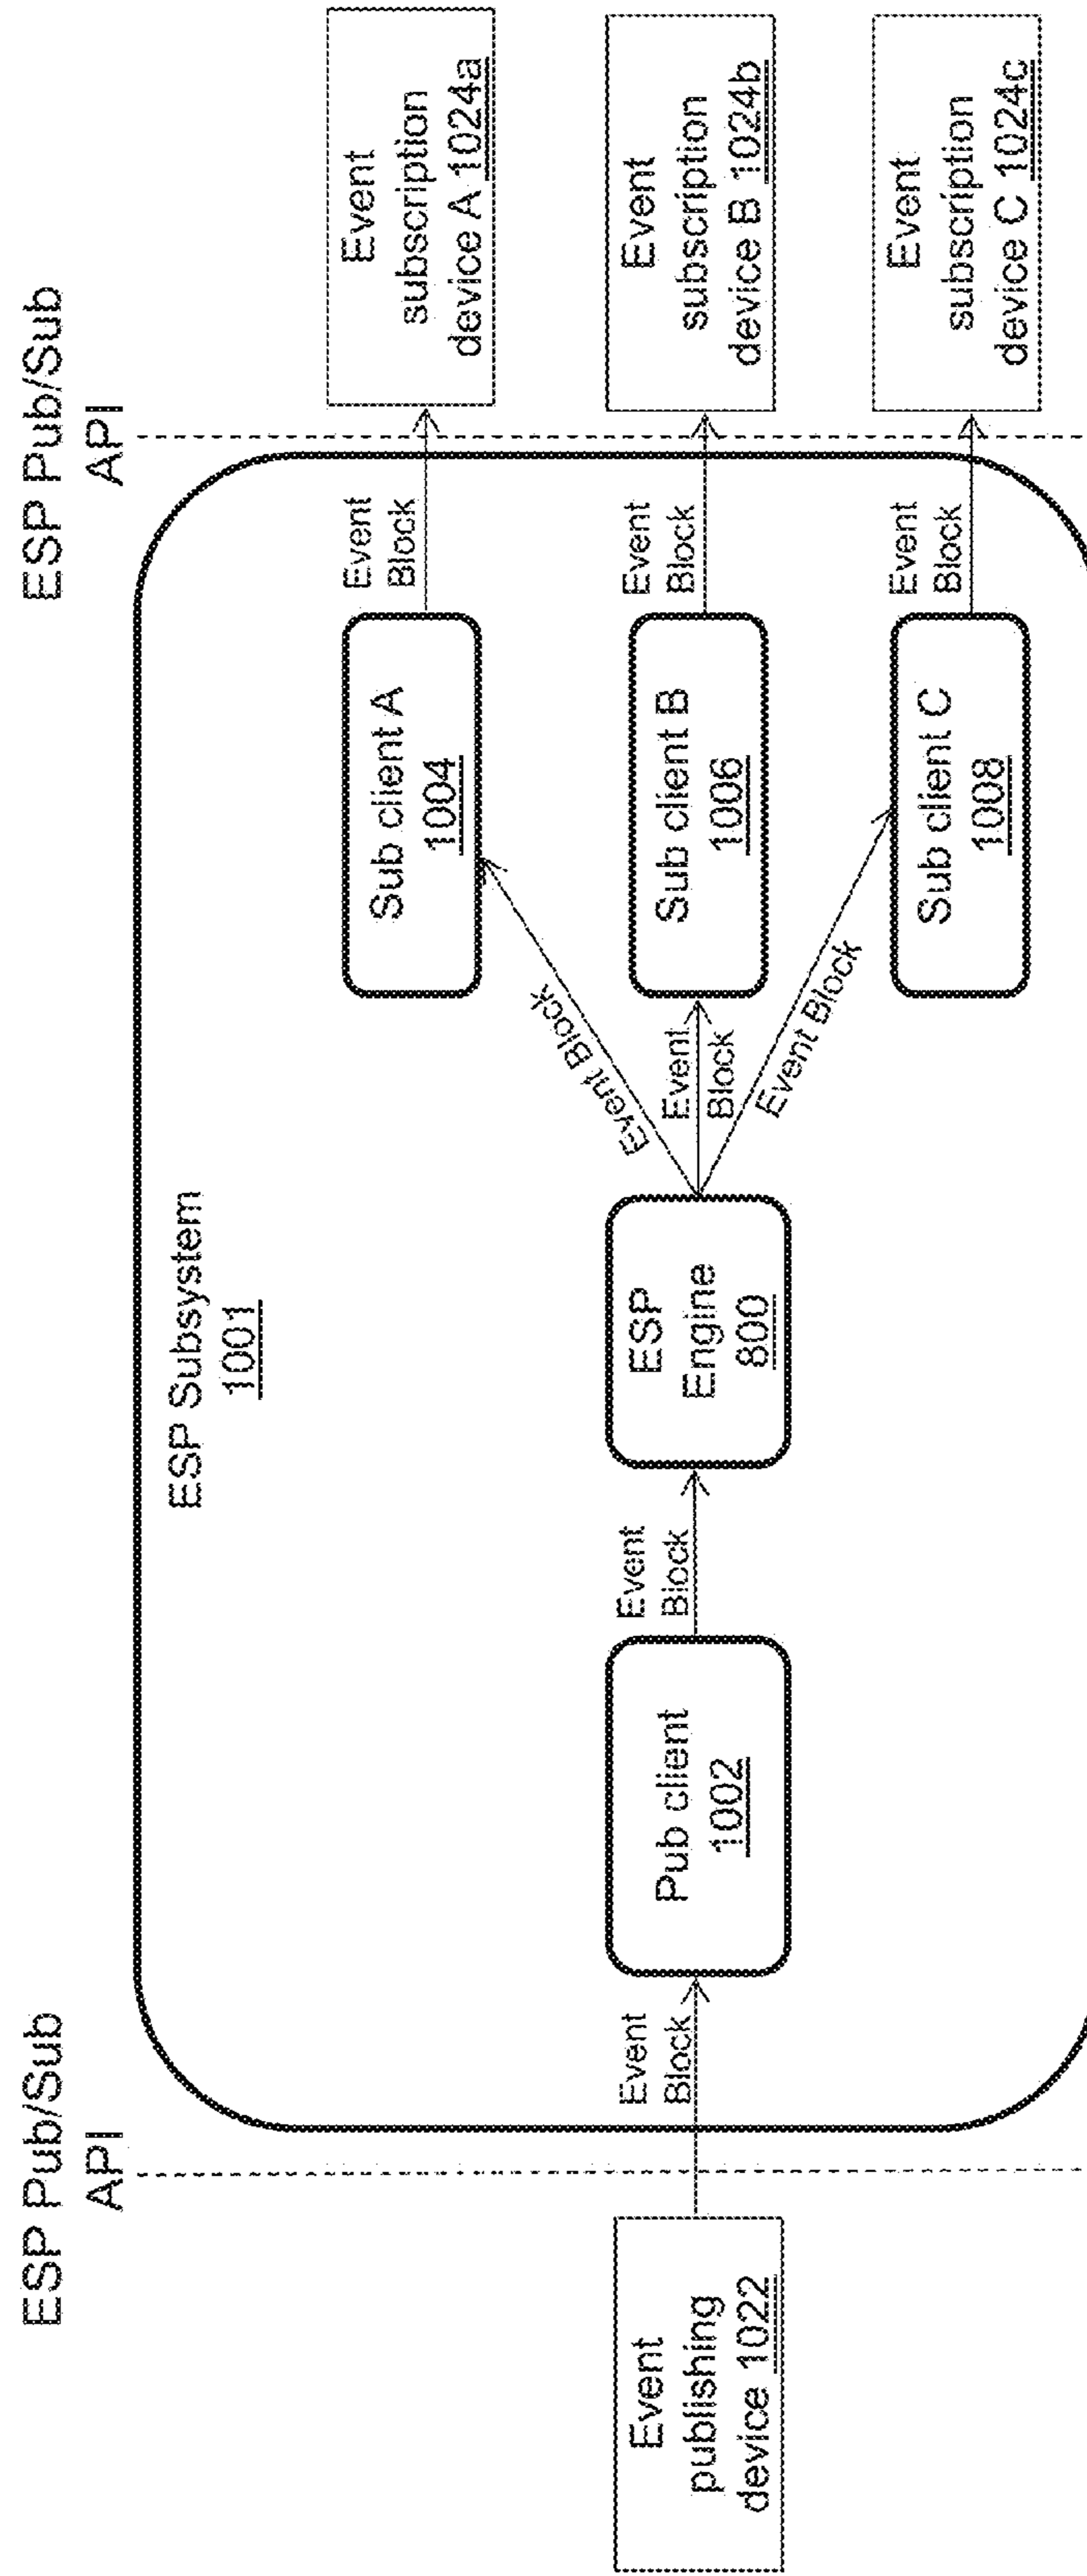 ESP Pub/Sub
API
ESP Pub/Sub
API
ESP Subsystem
1001
Event
publishing
device 1022
Event
Block
Pub client
1002
Event
Block
ESP
Engine
800
Event Block
Event
Block
Event Block
Sub client A
1004
Sub client B
1006
Sub client C
1008
Event
Block
Event
Block
Event
Block
Event
subscription
device A 1024a
Event
subscription
device B 1024b
Event
subscription
device C 1024c